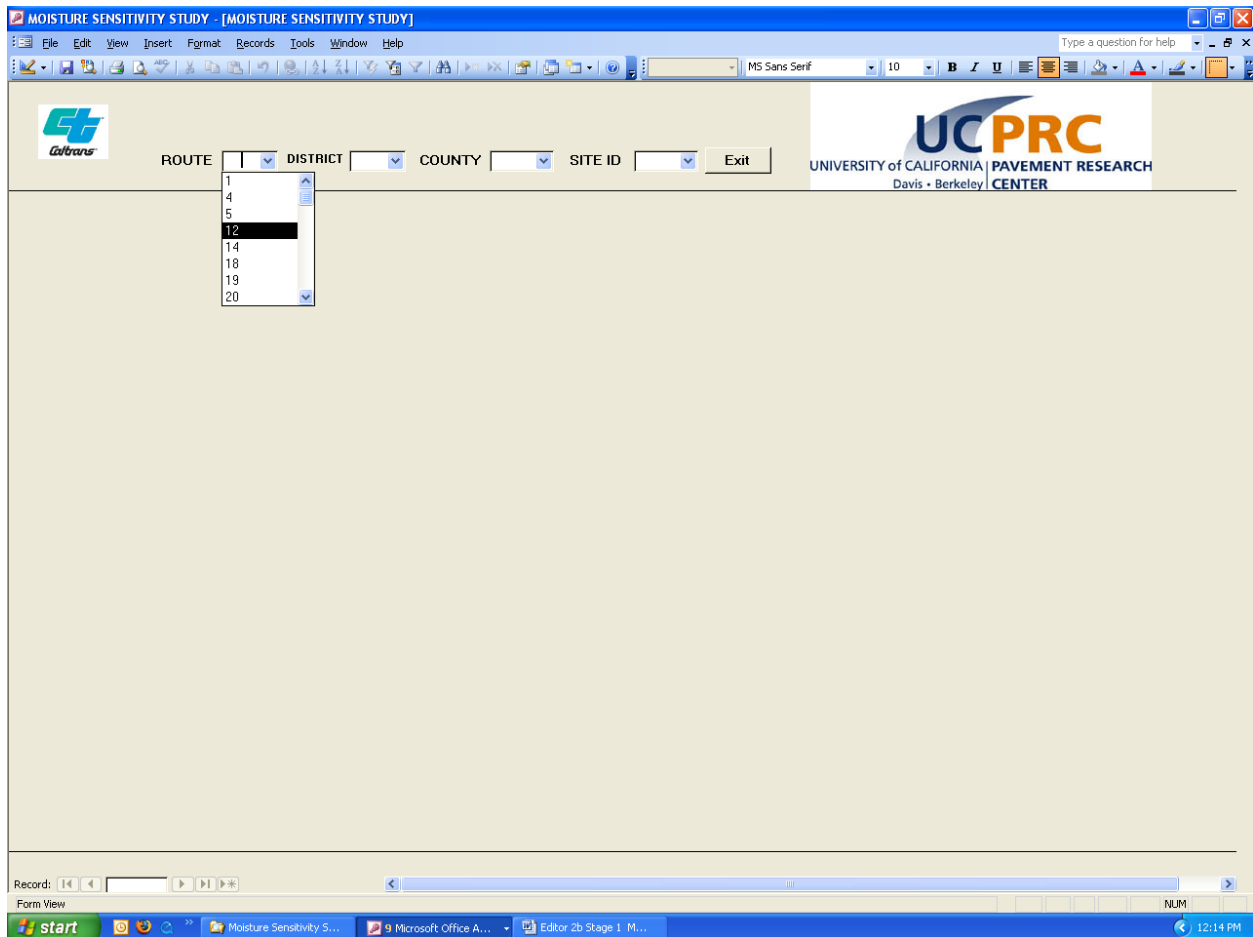 MOISTURE SENSITIVITY STUDY - [MOISTURE SENSITIVITY STUDY]
File Edit View Insert Format Records Tools Window Help Type a question for help
MS Sans Serif 10 B I U A
Caltrans
ROUTE DISTRICT COUNTY SITE ID Exit
UCPRC
UNIVERSITY of CALIFORNIA PAVEMENT RESEARCH
Davis • Berkeley CENTER
1
4
5
12
14
18
19
20
Record:
Form View NUM
start Moisture Sensitivity S... 9 Microsoft Office A... Editor 2b Stage 1 M... 12:14 PM